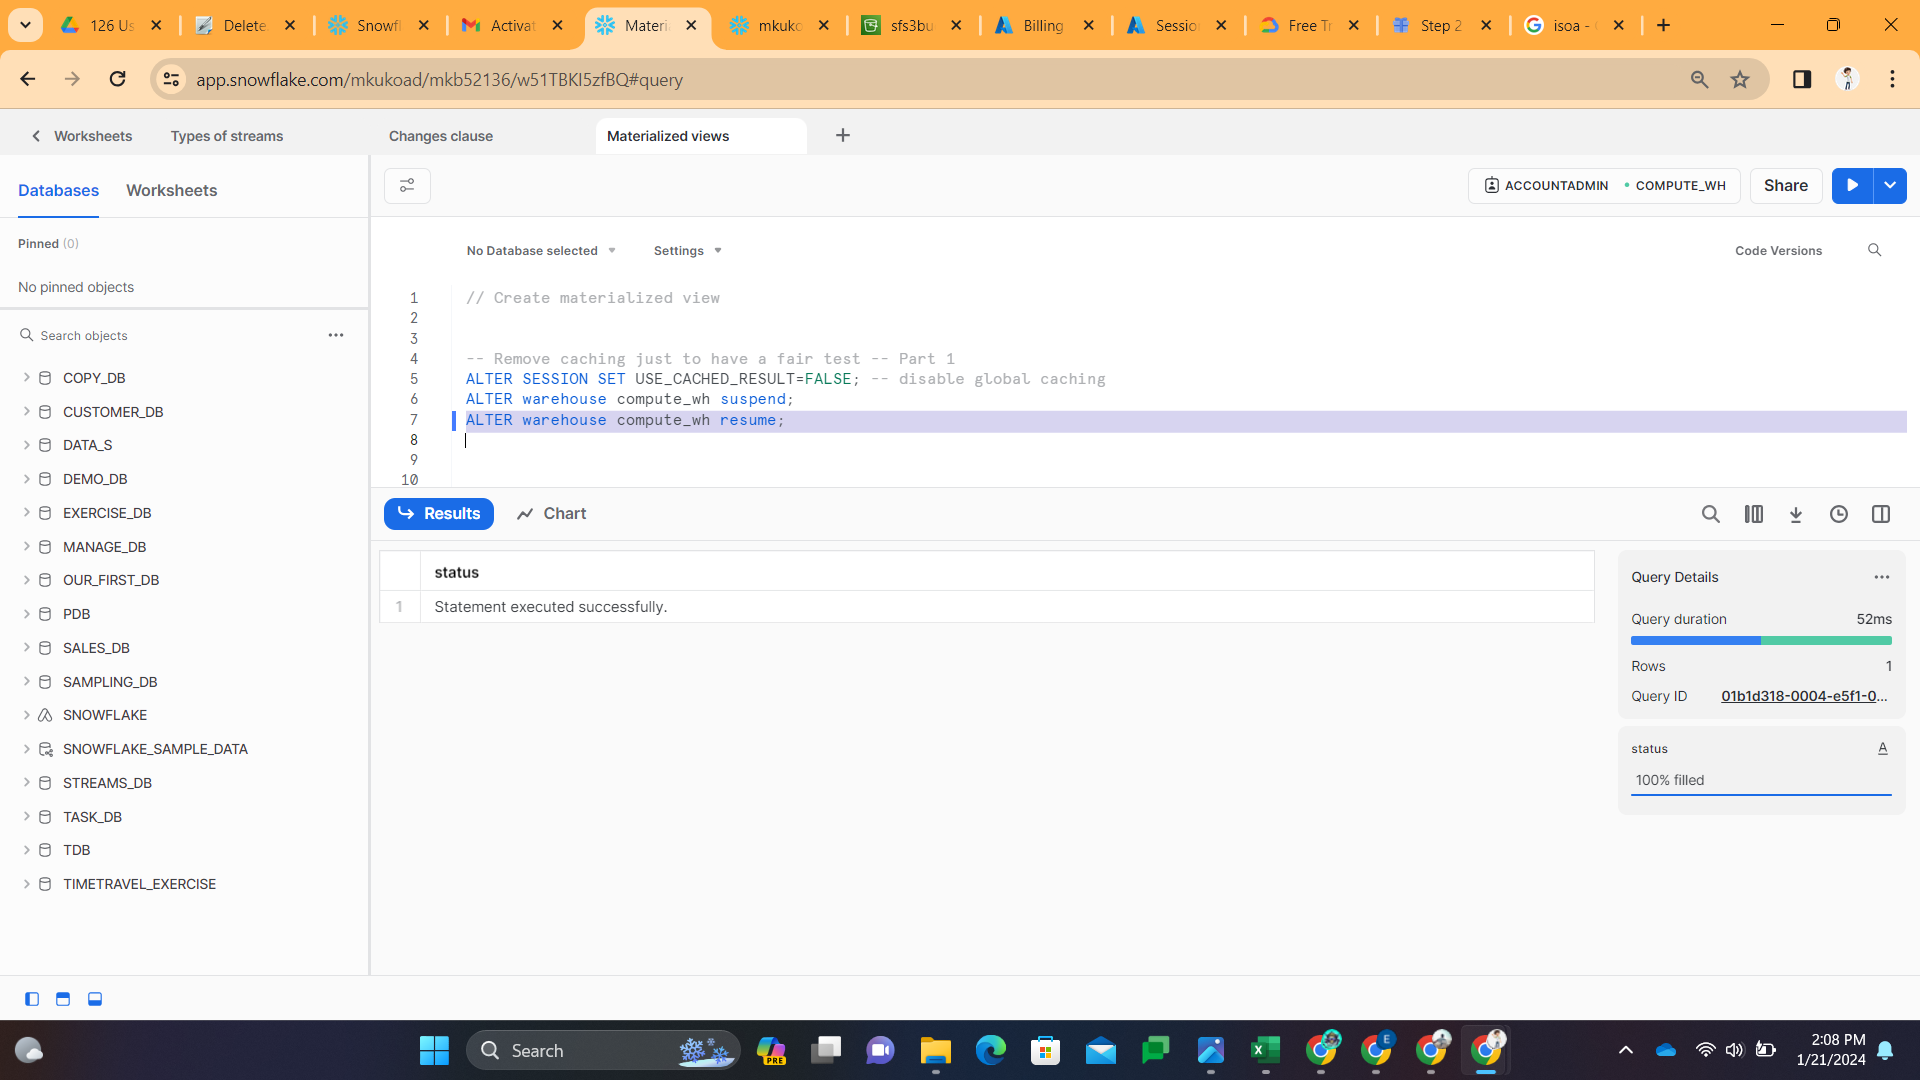 126 Us
Delete
Snowfl
Activat
Materi
mkuko
sfs3bu
Billing
Sessio
Free Tr
Step 2
isoa -
app.snowflake.com/mkukoad/mkb52136/w51TBKI5zfBQ#query
Worksheets
Types of streams
Changes clause
Materialized views
Databases
Worksheets
ACCOUNTADMIN
COMPUTE_WH
Share
Pinned (0)
No pinned objects
No Database selected
Settings
Code Versions
Search objects
COPY_DB
CUSTOMER_DB
DATA_S
DEMO_DB
EXERCISE_DB
MANAGE_DB
OUR_FIRST_DB
PDB
SALES_DB
SAMPLING_DB
SNOWFLAKE
SNOWFLAKE_SAMPLE_DATA
STREAMS_DB
TASK_DB
TDB
TIMETRAVEL_EXERCISE
1 // Create materialized view
2
3
4 -- Remove caching just to have a fair test -- Part 1
5 ALTER SESSION SET USE_CACHED_RESULT=FALSE; -- disable global caching
6 ALTER warehouse compute_wh suspend;
7 ALTER warehouse compute_wh resume;
8
9
10
Results
Chart
status
1 Statement executed successfully.
Query Details
Query duration 52ms
Rows 1
Query ID 01b1d318-0004-e5f1-0...
status A
100% filled
Search
PRE
E
2:08 PM
1/21/2024